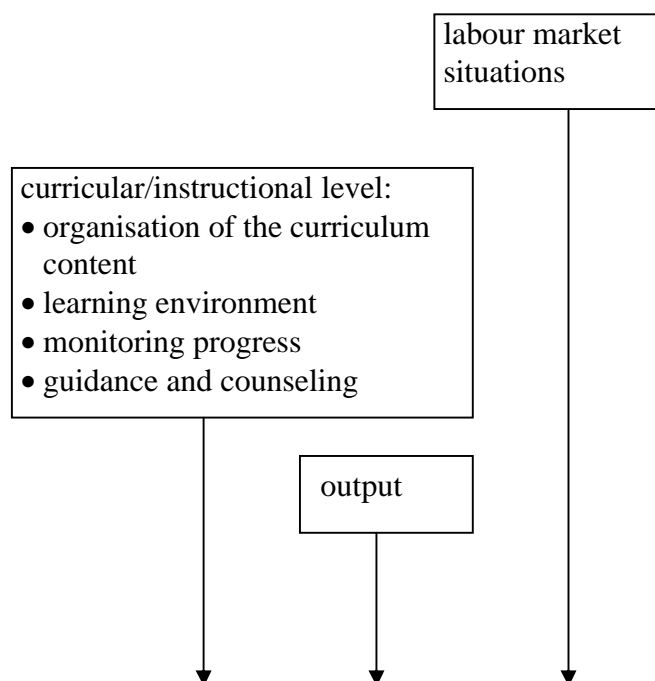 labour market
situations
curricular/instructional level:
• organisation of the curriculum
content
• learning environment
• monitoring progress
• guidance and counseling
output